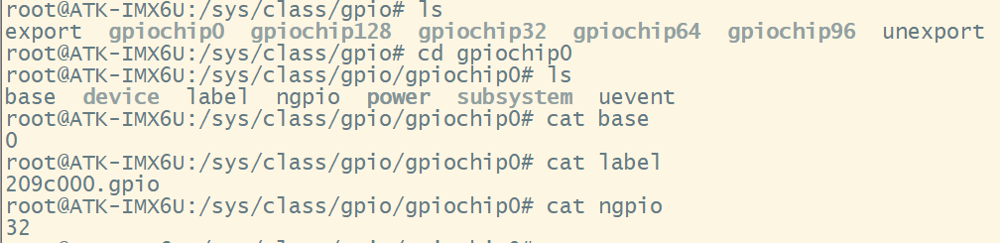 root@ATK-IMX6U:/sys/class/gpio# ls
export  gpiochip0  gpiochip128  gpiochip32  gpiochip64  gpiochip96  unexport
root@ATK-IMX6U:/sys/class/gpio# cd gpiochip0
root@ATK-IMX6U:/sys/class/gpio/gpiochip0# ls
base  device  label  ngpio  power  subsystem  uevent
root@ATK-IMX6U:/sys/class/gpio/gpiochip0# cat base
0
root@ATK-IMX6U:/sys/class/gpio/gpiochip0# cat label
209c000.gpio
root@ATK-IMX6U:/sys/class/gpio/gpiochip0# cat ngpio
32